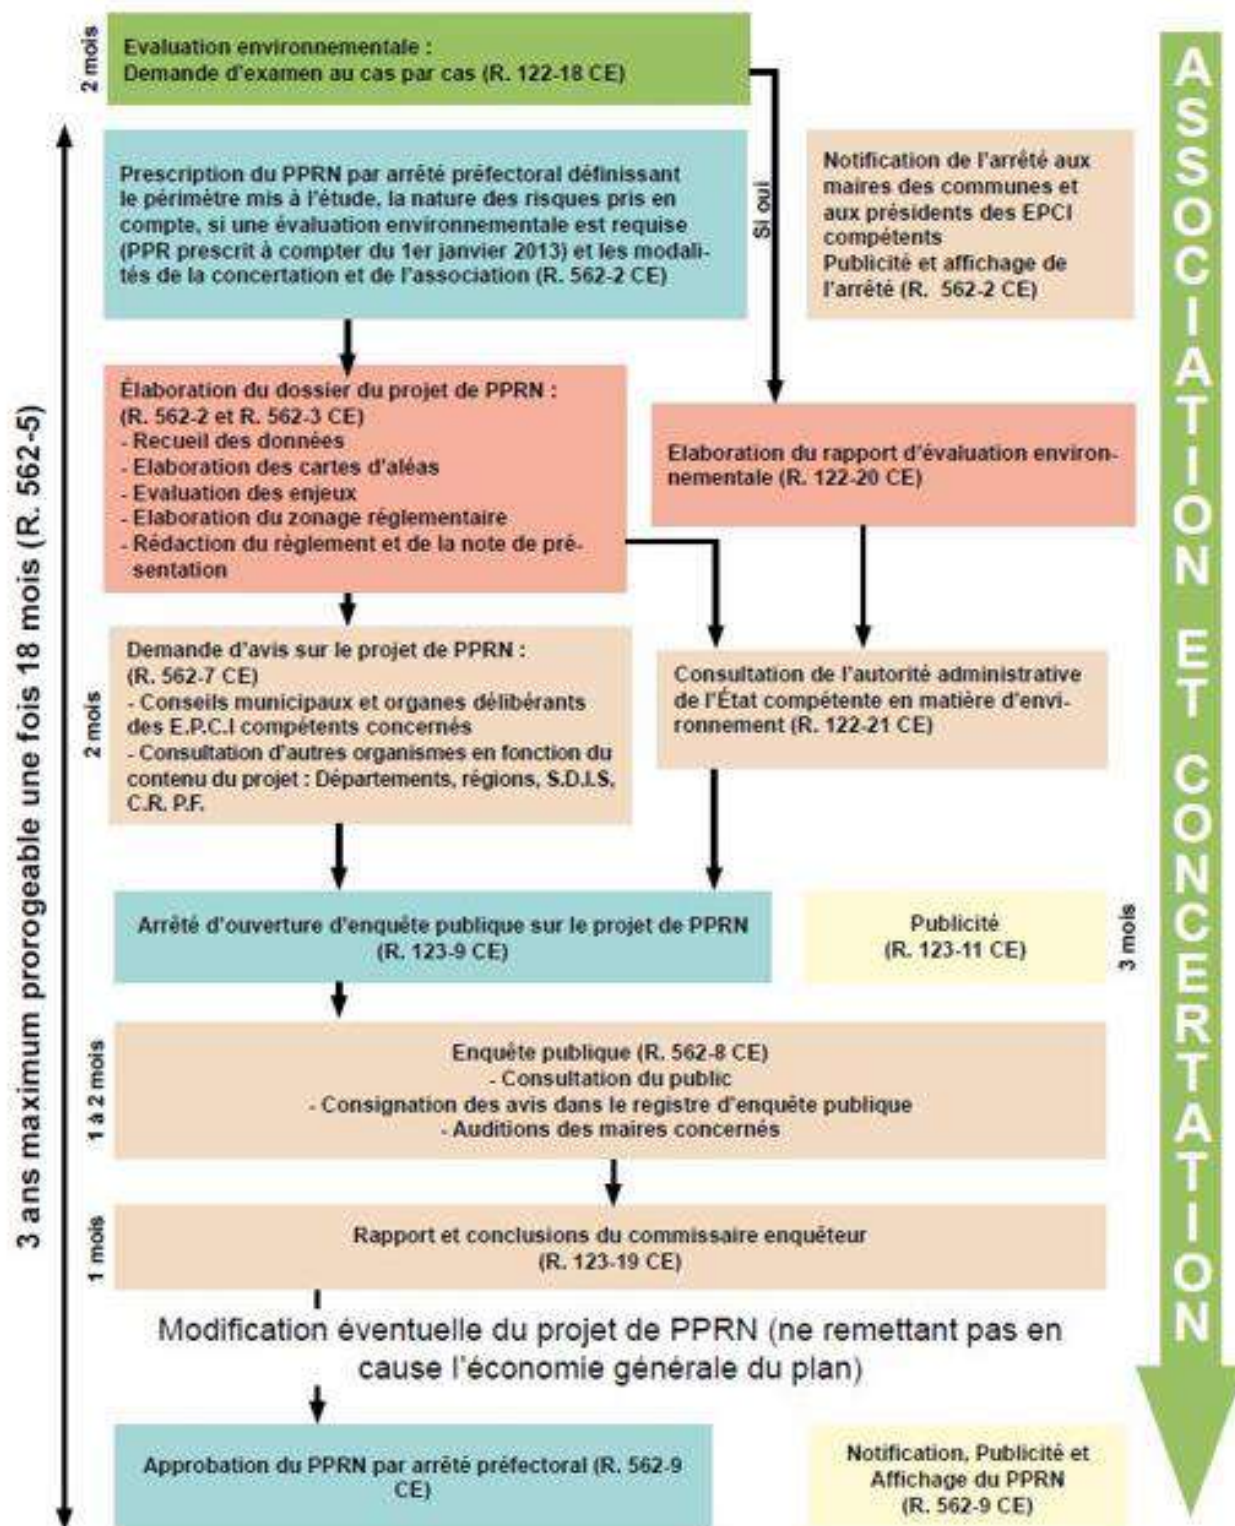 2 mois
Evaluation environnementale :
Demande d'examen au cas par cas (R. 122-18 CE)
3 ans maximum prorogeable une fois 18 mois (R. 562-5)
Prescription du PPRN par arrêté préfectoral définissant
le périmètre mis à l'étude, la nature des risques pris en
compte, si une évaluation environnementale est requise
(PPR prescrit à compter du 1er janvier 2013) et les modali-
tés de la concertation et de l'association (R. 562-2 CE)
Si oui
Notification de l'arrêté aux
maires des communes et
aux présidents des EPCI
compétents
Publicité et affichage de
l'arrêté (R. 562-2 CE)
Élaboration du dossier du projet de PPRN :
(R. 562-2 et R. 562-3 CE)
- Recueil des données
- Elaboration des cartes d'aléas
- Evaluation des enjeux
- Elaboration du zonage réglementaire
- Rédaction du règlement et de la note de pré-
sentation
Elaboration du rapport d'évaluation environ-
nementale (R. 122-20 CE)
2 mois
Demande d'avis sur le projet de PPRN :
(R. 562-7 CE)
- Conseils municipaux et organes délibérants
des E.P.C.I compétents concernés
- Consultation d'autres organismes en fonction du
contenu du projet : Départements, régions, S.D.I.S,
C.R. P.F.
Consultation de l'autorité administrative
de l'État compétente en matière d'envi-
ronnement (R. 122-21 CE)
Arrêté d'ouverture d'enquête publique sur le projet de PPRN
(R. 123-9 CE)
Publicité
(R. 123-11 CE)
3 mois
1 à 2 mois
Enquête publique (R. 562-8 CE)
- Consultation du public
- Consignation des avis dans le registre d'enquête publique
- Auditions des maires concernés
1 mois
Rapport et conclusions du commissaire enquêteur
(R. 123-19 CE)
Modification éventuelle du projet de PPRN (ne remettant pas en
cause l'économie générale du plan)
Approbation du PPRN par arrêté préfectoral (R. 562-9
CE)
Notification, Publicité et
Affichage du PPRN
(R. 562-9 CE)
ASSOCIATION ET CONCERTATION